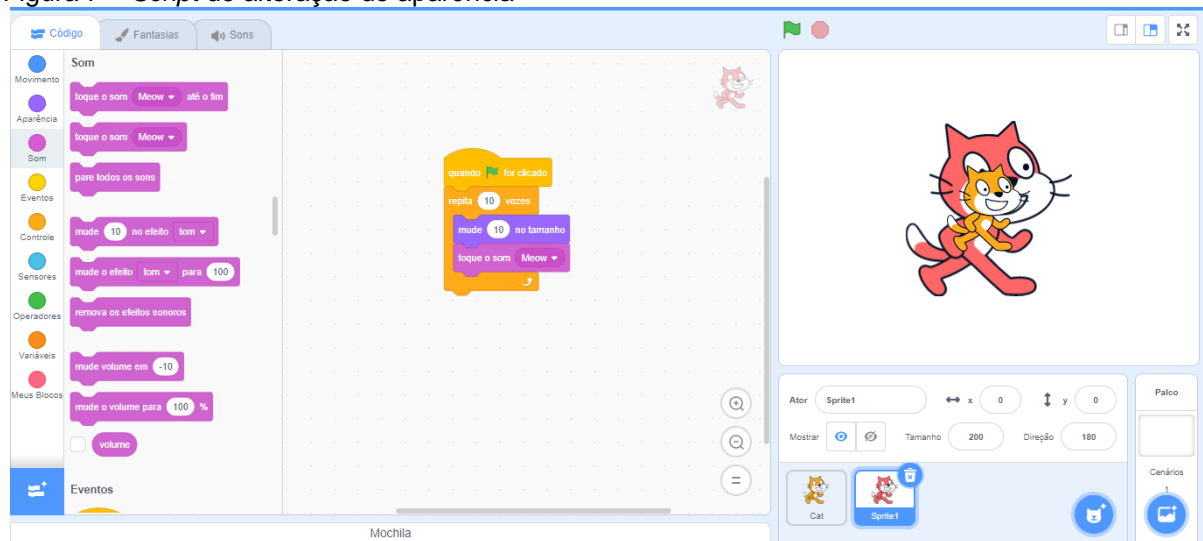 Código
Fantasias
Sons
Som
Movimento
Aparência
Som
Eventos
Controle
Sensores
Operadores
Variáveis
Meus Blocos
toque o som Meow até o fim
toque o som Meow
pare todos os sons
mude 10 no efeito tom
mude o efeito tom para 100
remova os efeitos sonoros
mude volume em -10
mude o volume para 100 %
volume
Eventos
quando for clicado
repita 10 vezes
mude 10 no tamanho
toque o som Meow
Mochila
Ator Sprite1 x 0 y 0
Mostrar Tamanho 200 Direção 180
Cat
Sprite1
Palco
Cenários
1